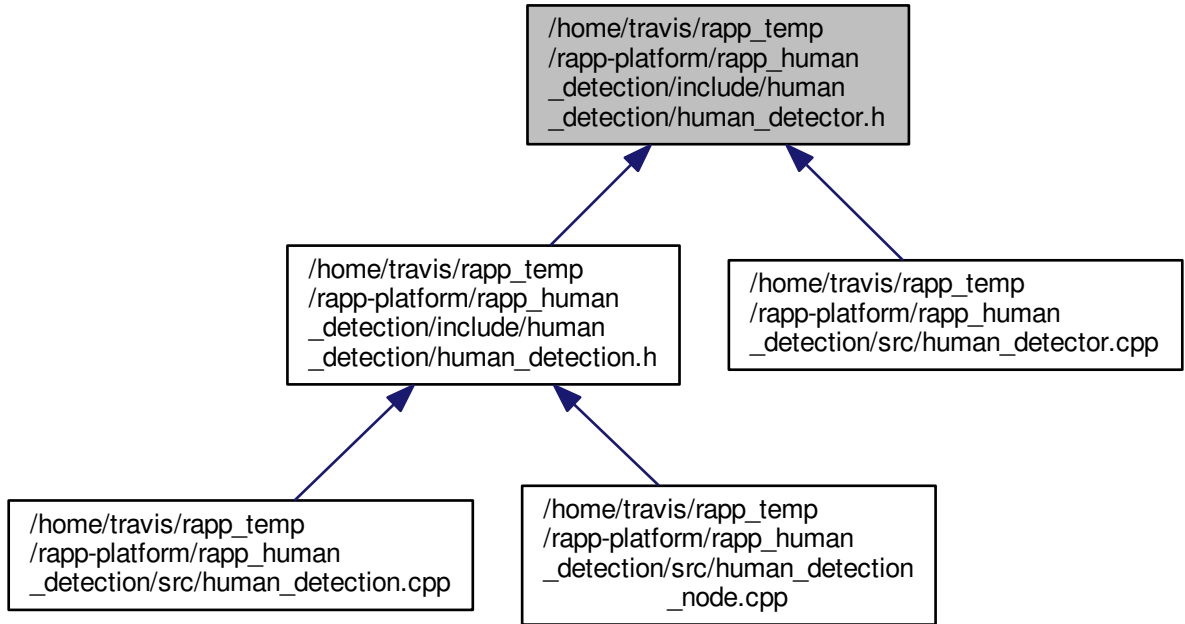 /home/travis/rapp_temp
/rapp-platform/rapp_human
_detection/include/human
_detection/human_detector.h
/home/travis/rapp_temp
/rapp-platform/rapp_human
_detection/include/human
_detection/human_detection.h
/home/travis/rapp_temp
/rapp-platform/rapp_human
_detection/src/human_detector.cpp
/home/travis/rapp_temp
/rapp-platform/rapp_human
_detection/src/human_detection.cpp
/home/travis/rapp_temp
/rapp-platform/rapp_human
_detection/src/human_detection
_node.cpp